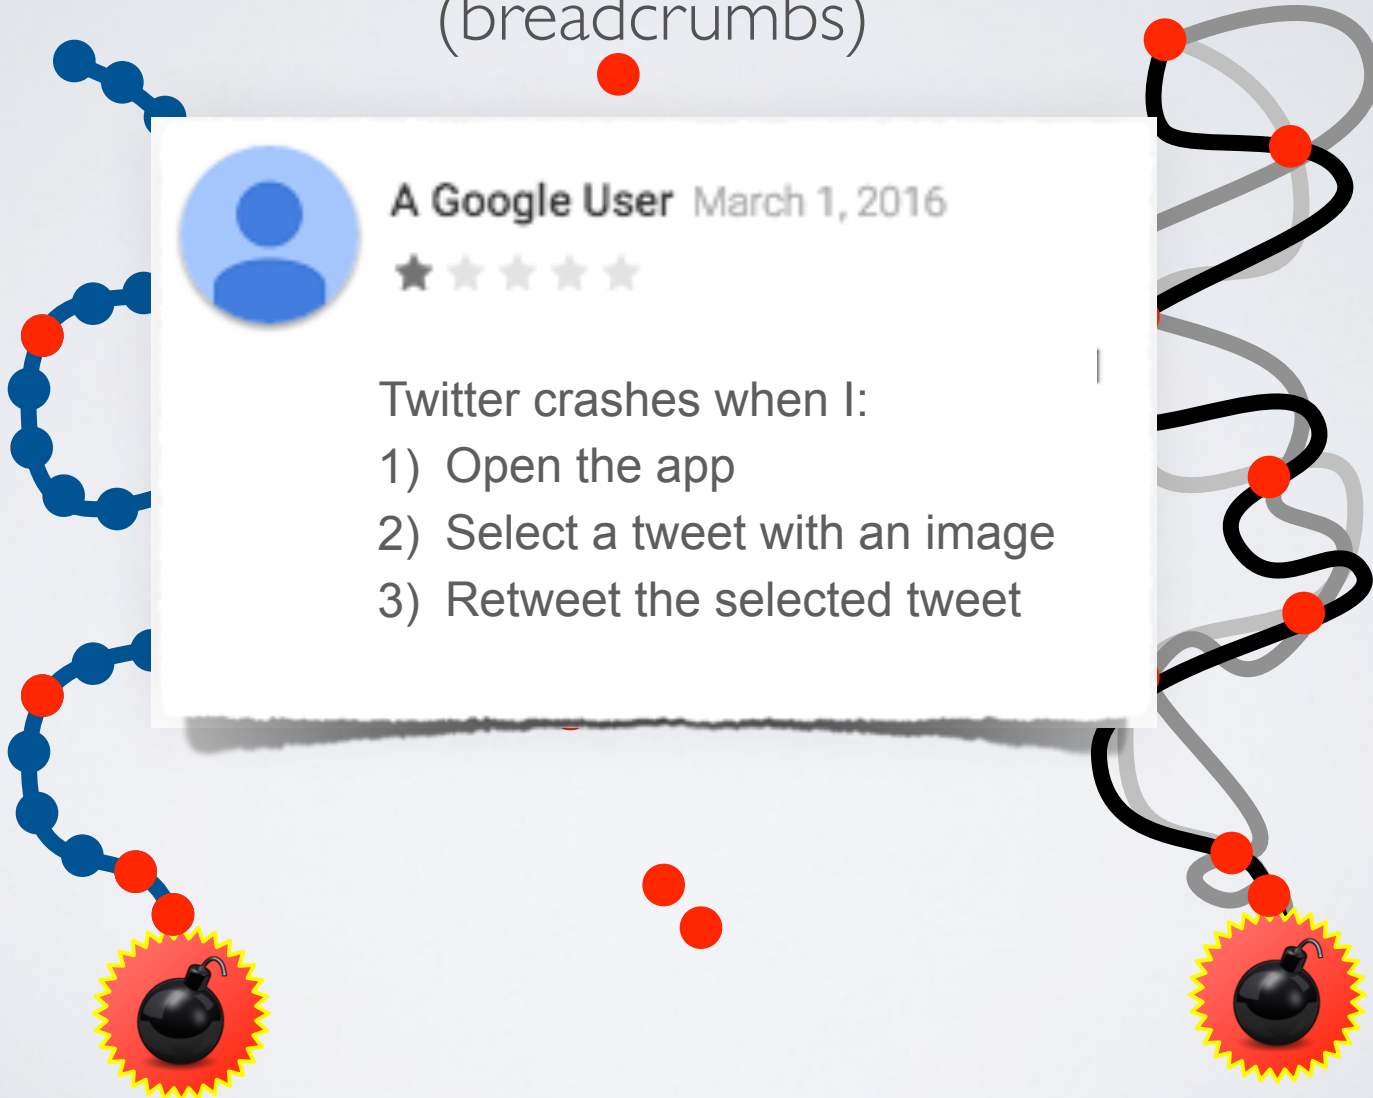 (breadcrumbs)
A Google User March 1, 2016
Twitter crashes when I:
1) Open the app
2) Select a tweet with an image
3) Retweet the selected tweet